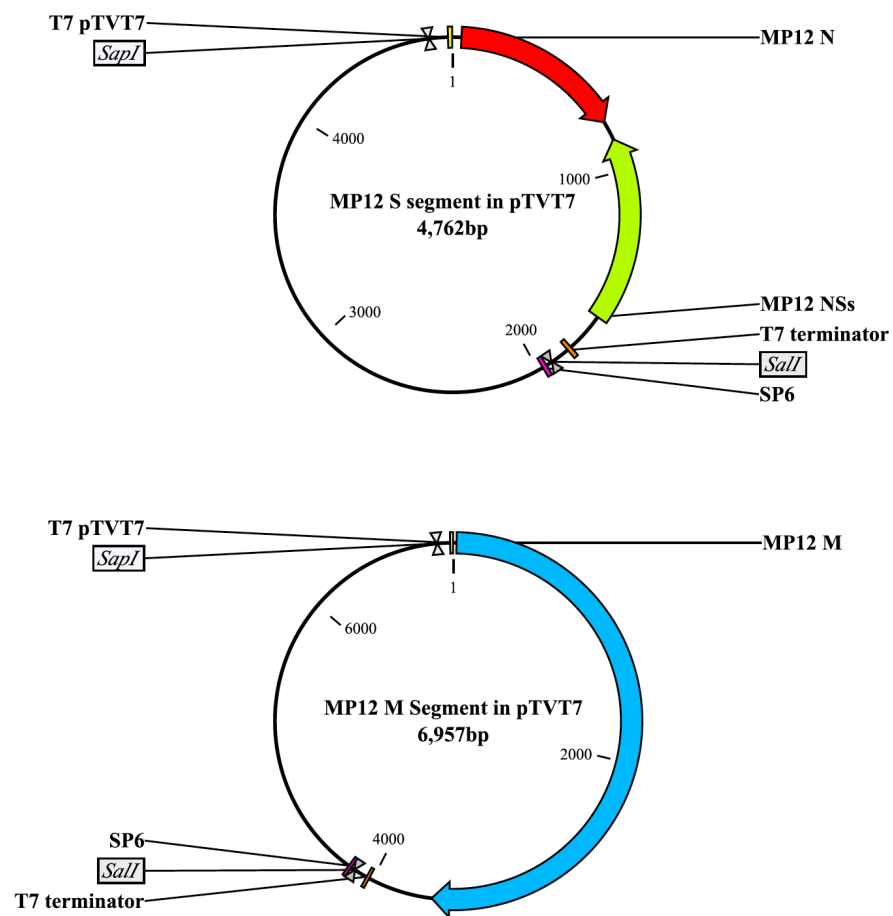 T7 pTVT7
SapI
MP12 N
1
4000
1000
MP12 S segment in pTVT7
4,762bp
3000
2000
MP12 NSs
T7 terminator
SalI
SP6
T7 pTVT7
SapI
MP12 M
1
6000
MP12 M Segment in pTVT7
6,957bp
2000
4000
SP6
SalI
T7 terminator